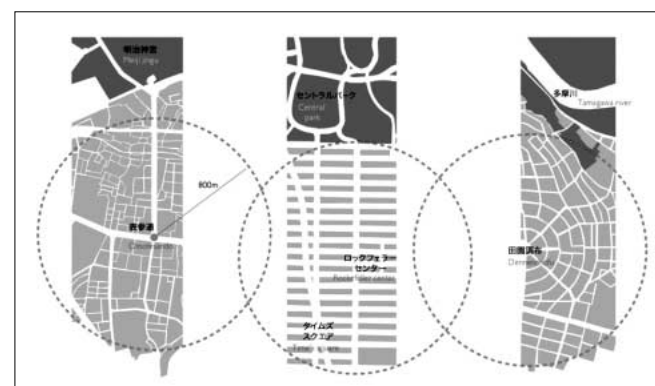 明治神宮
Meiji jingu
800m
表参道
セントラルパーク
Central
park
ロックフェラー
センター
Rockefeller center
タイムズ
スクエア
多摩川
Tamagawa river
田園調布